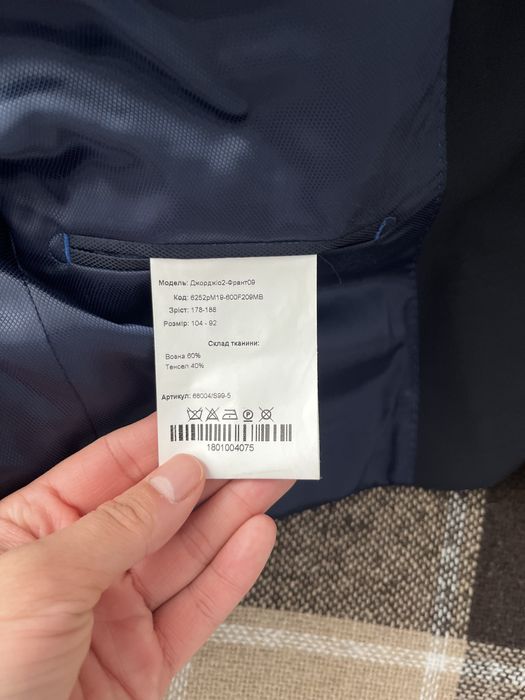 Модель: Джорджіо2-Франт09
Код: 6252рМ19-600F209МВ
Зріст: 178-188
Розмір: 104 - 92
Склад тканини:
Вовна 60%
Тенсел 40%
Артикул: 66004/S99-5
1801004075